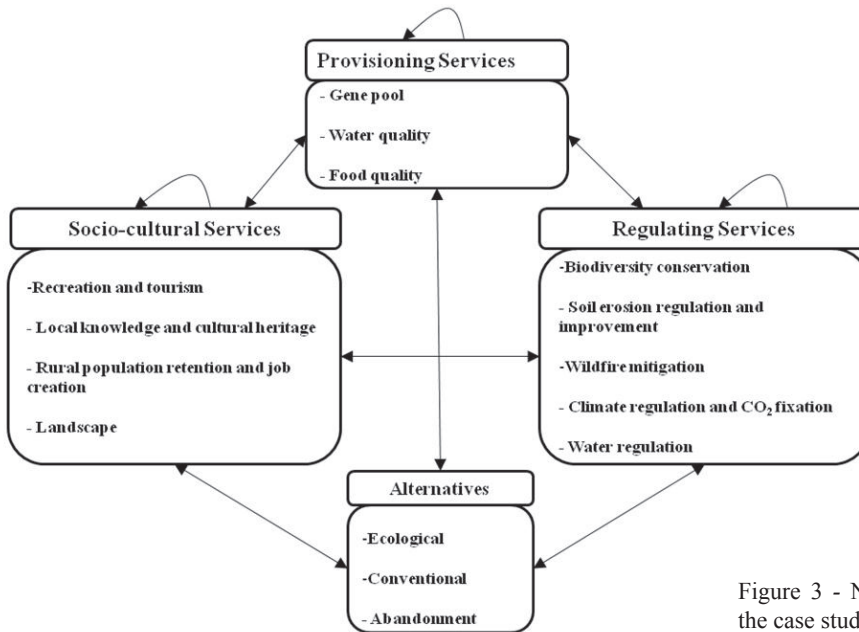 Provisioning Services
- Gene pool
- Water quality
- Food quality
Socio-cultural Services
-Recreation and tourism
- Local knowledge and cultural heritage
- Rural population retention and job
creation
- Landscape
Regulating Services
-Biodiversity conservation
- Soil erosion regulation and
improvement
-Wildfire mitigation
- Climate regulation and CO₂ fixation
- Water regulation
Alternatives
-Ecological
-Conventional
- Abandonment
Figure 3 - 
the case